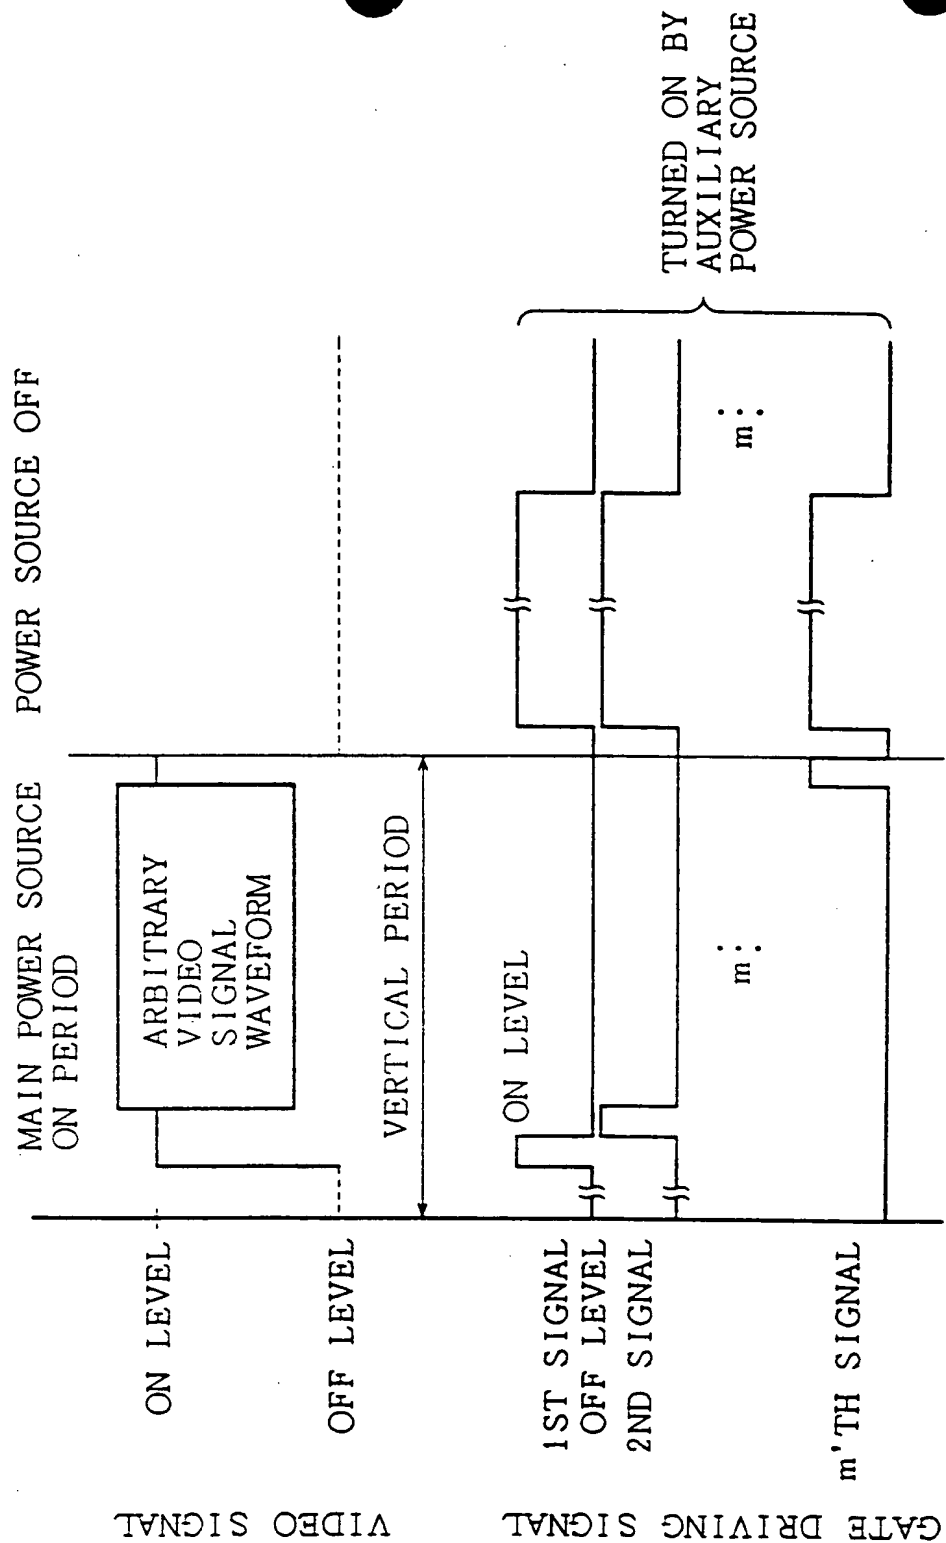 MAIN POWER SOURCE
ON PERIOD
POWER SOURCE OFF
VIDEO SIGNAL
ON LEVEL
OFF LEVEL
ARBITRARY
VIDEO
SIGNAL
WAVEFORM
VERTICAL PERIOD
GATE DRIVING SIGNAL
ON LEVEL
1ST SIGNAL
OFF LEVEL
2ND SIGNAL
m
m
m'TH SIGNAL
TURNED ON BY
AUXILIARY
POWER SOURCE